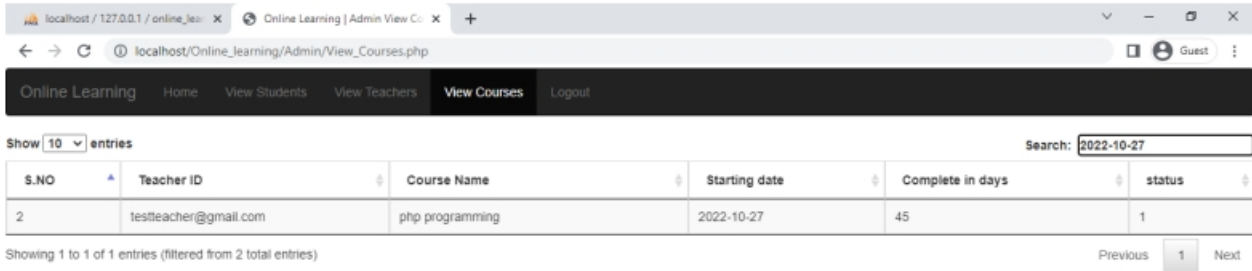 localhost / 127.0.0.1 / online_lear
Online Learning | Admin View Co
localhost/Online_learning/Admin/View_Courses.php
Guest
Online Learning Home View Students View Teachers View Courses Logout
Show 10 entries
Search: 2022-10-27
S.NO Teacher ID Course Name Starting date Complete in days status
2 testteacher@gmail.com php programming 2022-10-27 45 1
Showing 1 to 1 of 1 entries (filtered from 2 total entries)
Previous 1 Next